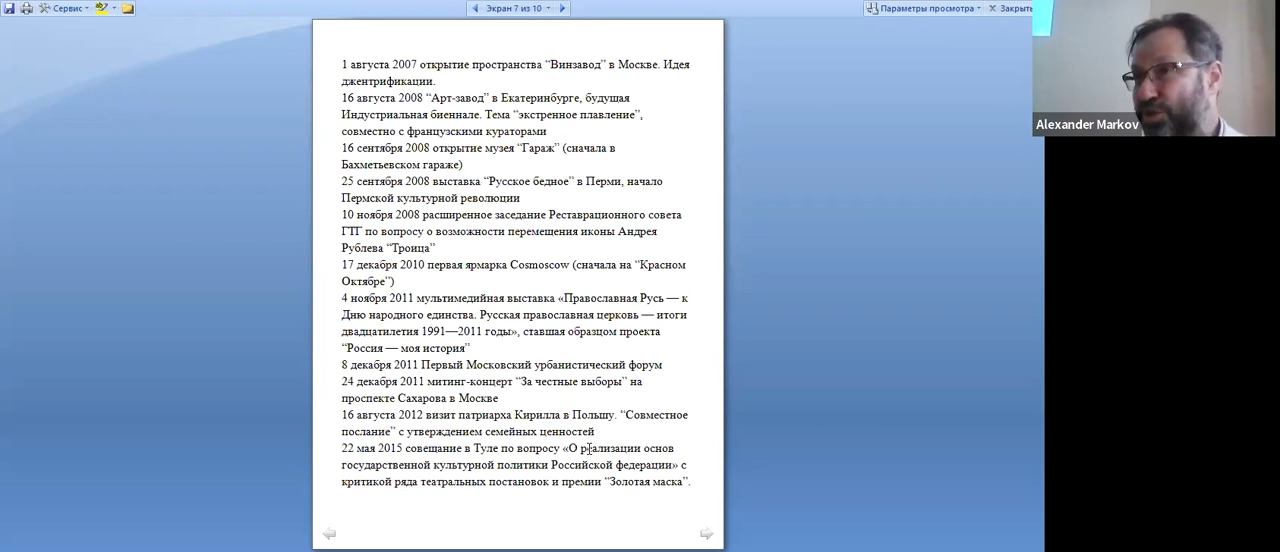 Сервис
Экран 7 из 10
Параметры просмотра
Закрыть
1 августа 2007 открытие пространства “Винзавод” в Москве. Идея
джентрификации.
16 августа 2008 “Арт-завод” в Екатеринбурге, будущая
Индустриальная биеннале. Тема “экстренное плавление”,
совместно с французскими кураторами
16 сентября 2008 открытие музея “Гараж” (сначала в
Бахметьевском гараже)
25 сентября 2008 выставка “Русское бедное” в Перми, начало
Пермской культурной революции
10 ноября 2008 расширенное заседание Реставрационного совета
ГТГ по вопросу о возможности перемещения иконы Андрея
Рублева “Троица”
17 декабря 2010 первая ярмарка Cosmoscow (сначала на “Красном
Октябре”)
4 ноября 2011 мультимедийная выставка «Православная Русь — к
Дню народного единства. Русская православная церковь — итоги
двадцатилетия 1991—2011 годы», ставшая образцом проекта
“Россия — моя история”
8 декабря 2011 Первый Московский урбанистический форум
24 декабря 2011 митинг-концерт “За честные выборы” на
проспекте Сахарова в Москве
16 августа 2012 визит патриарха Кирилла в Польшу. “Совместное
послание” с утверждением семейных ценностей
22 мая 2015 совещание в Туле по вопросу «О реализации основ
государственной культурной политики Российской федерации» с
критикой ряда театральных постановок и премии “Золотая маска”.
Alexander Markov